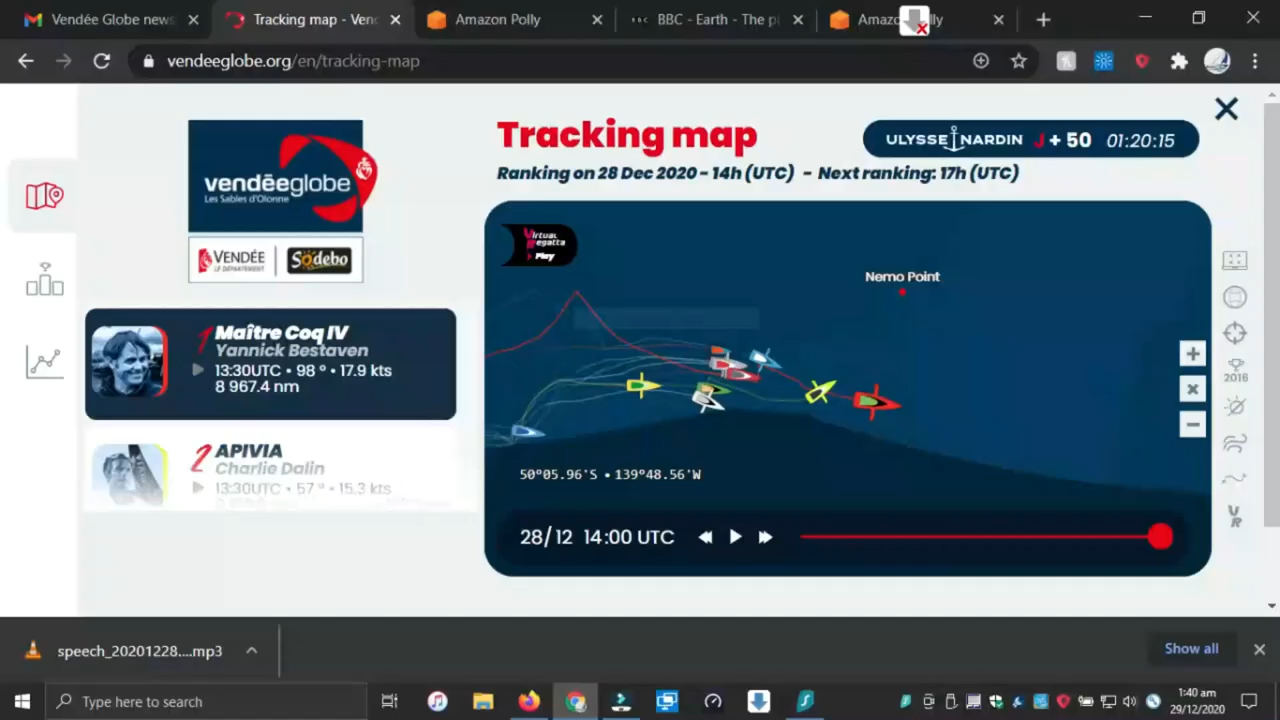 Vendée Globe news
Tracking map - Ven
Amazon Polly
BBC - Earth - The p
vendeeglobe.org/en/tracking-map
vendéeglobe
Les Sables d'Olonne
VENDÉE
LE DÉPARTEMENT
Sodebo
1 Maître Coq IV
Yannick Bestaven
13:30UTC • 98 ° • 17.9 kts
8 967.4 nm
2 APIVIA
Charlie Dalin
13:30UTC • 57 ° • 15.3 kts
Tracking map
ULYSSE NARDIN J + 50 01:20:15
Ranking on 28 Dec 2020 - 14h (UTC) - Next ranking: 17h (UTC)
Virtual
Regatta
Play
Nemo Point
50°05.96'S • 139°48.56'W
28/12 14:00 UTC
2016
VR
speech_20201228....mp3
Show all
Type here to search
1:40 am
29/12/2020